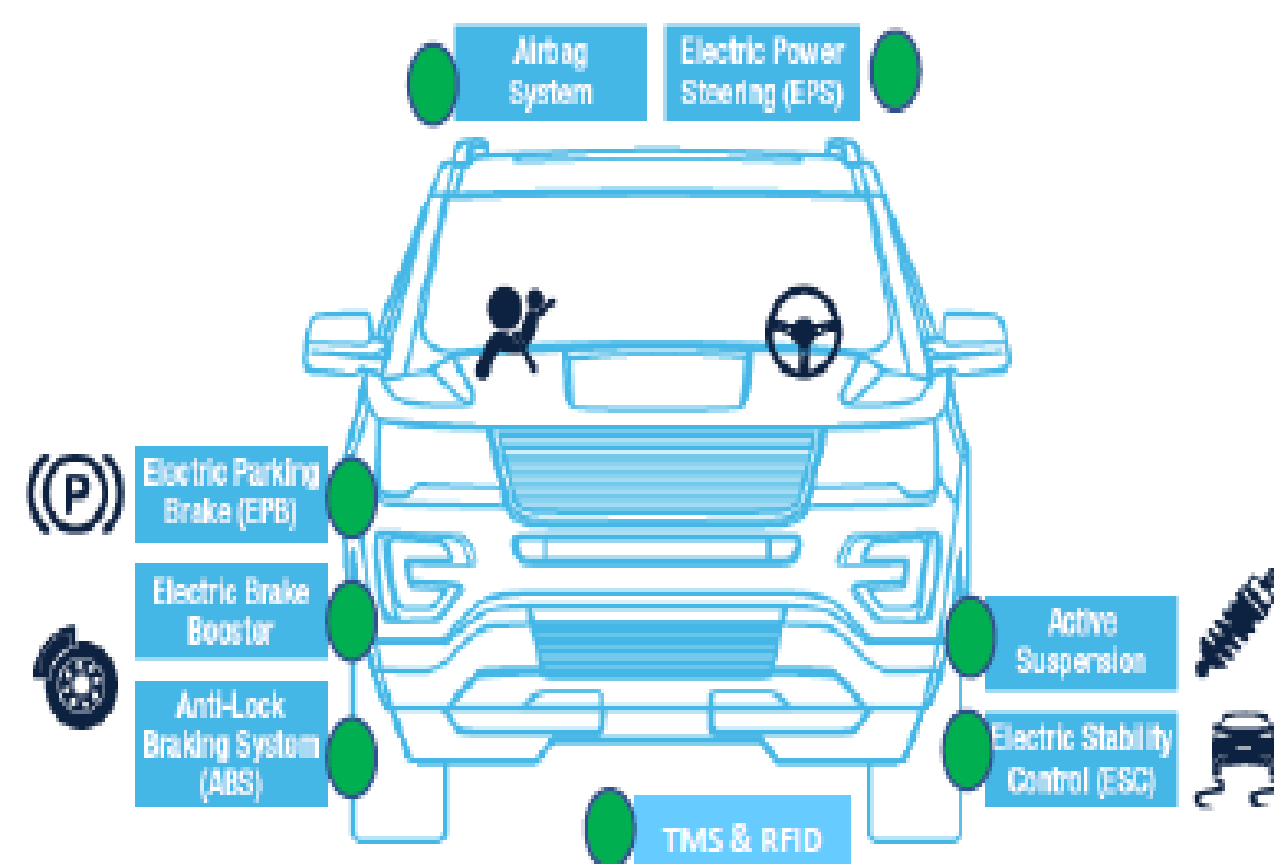 Airbag
System
Electric Power
Steering (EPS)
P
Electric Parking
Brake (EPB)
Electric Brake
Booster
Anti-Lock
Braking System
(ABS)
Active
Suspension
Electric Stability
Control (ESC)
TMS & RFID